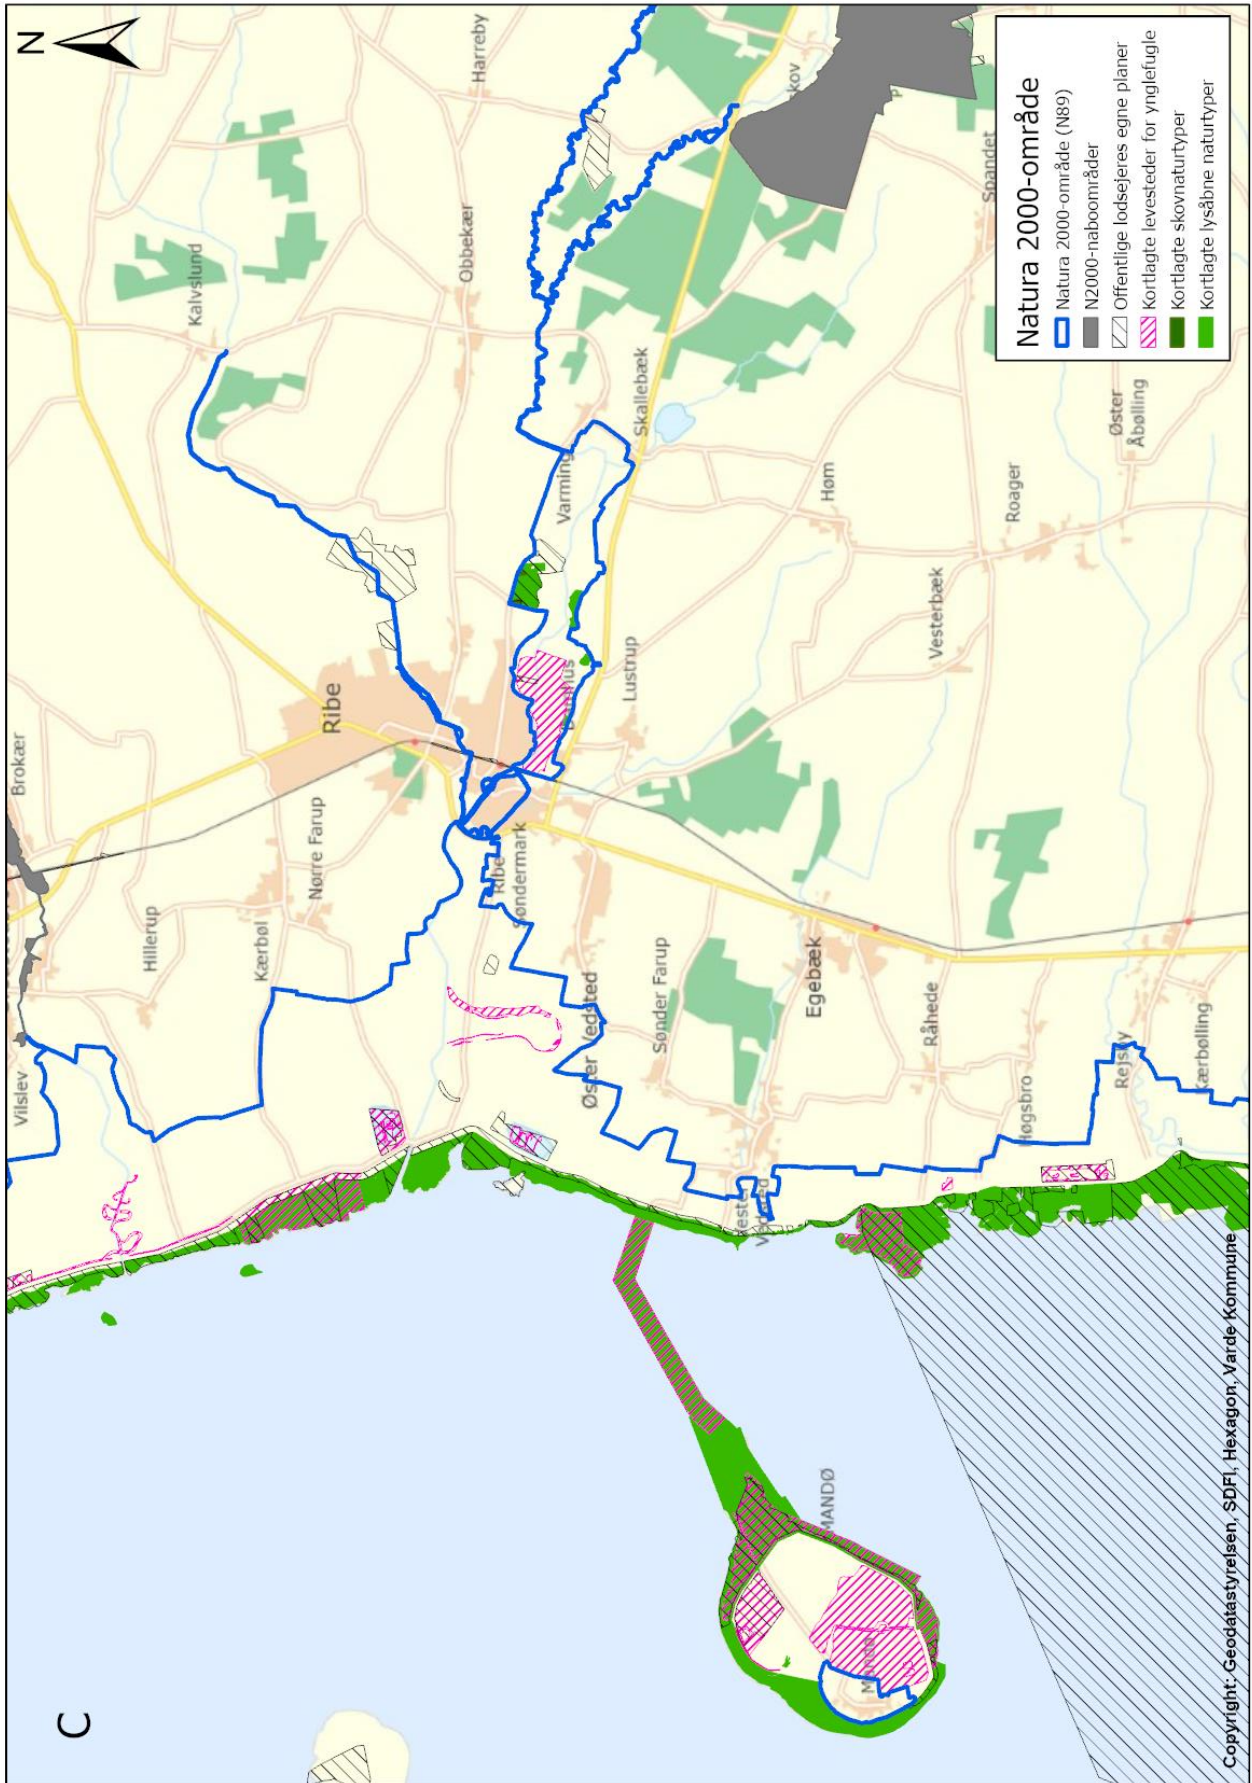 C
N
Brokær
Vilslev
Hillerup
Kærbøl
Nørre Farup
Ribe
Kalvslund
Harreby
Obbekær
Varming
Skallebæk
Lustrup
Ribe
Søndermark
Øster Vedsted
Sønder Farup
Egebæk
Råhede
Høgsbro
Rejsby
Kærbølling
Vesterbæk
Høm
Roager
Øster
Åbølling
Spandet
kov
Vester
Vedsted
MANDØ
Natura 2000-område
Natura 2000-område (N89)
N2000-naboområder
Offentlige lodsejeres egne planer
Kortlagte levesteder for ynglefugle
Kortlagte skovnaturtyper
Kortlagte lysåbne naturtyper
Copyright: Geodatastyrelsen, SDFI, Hexagon, Varde Kommune